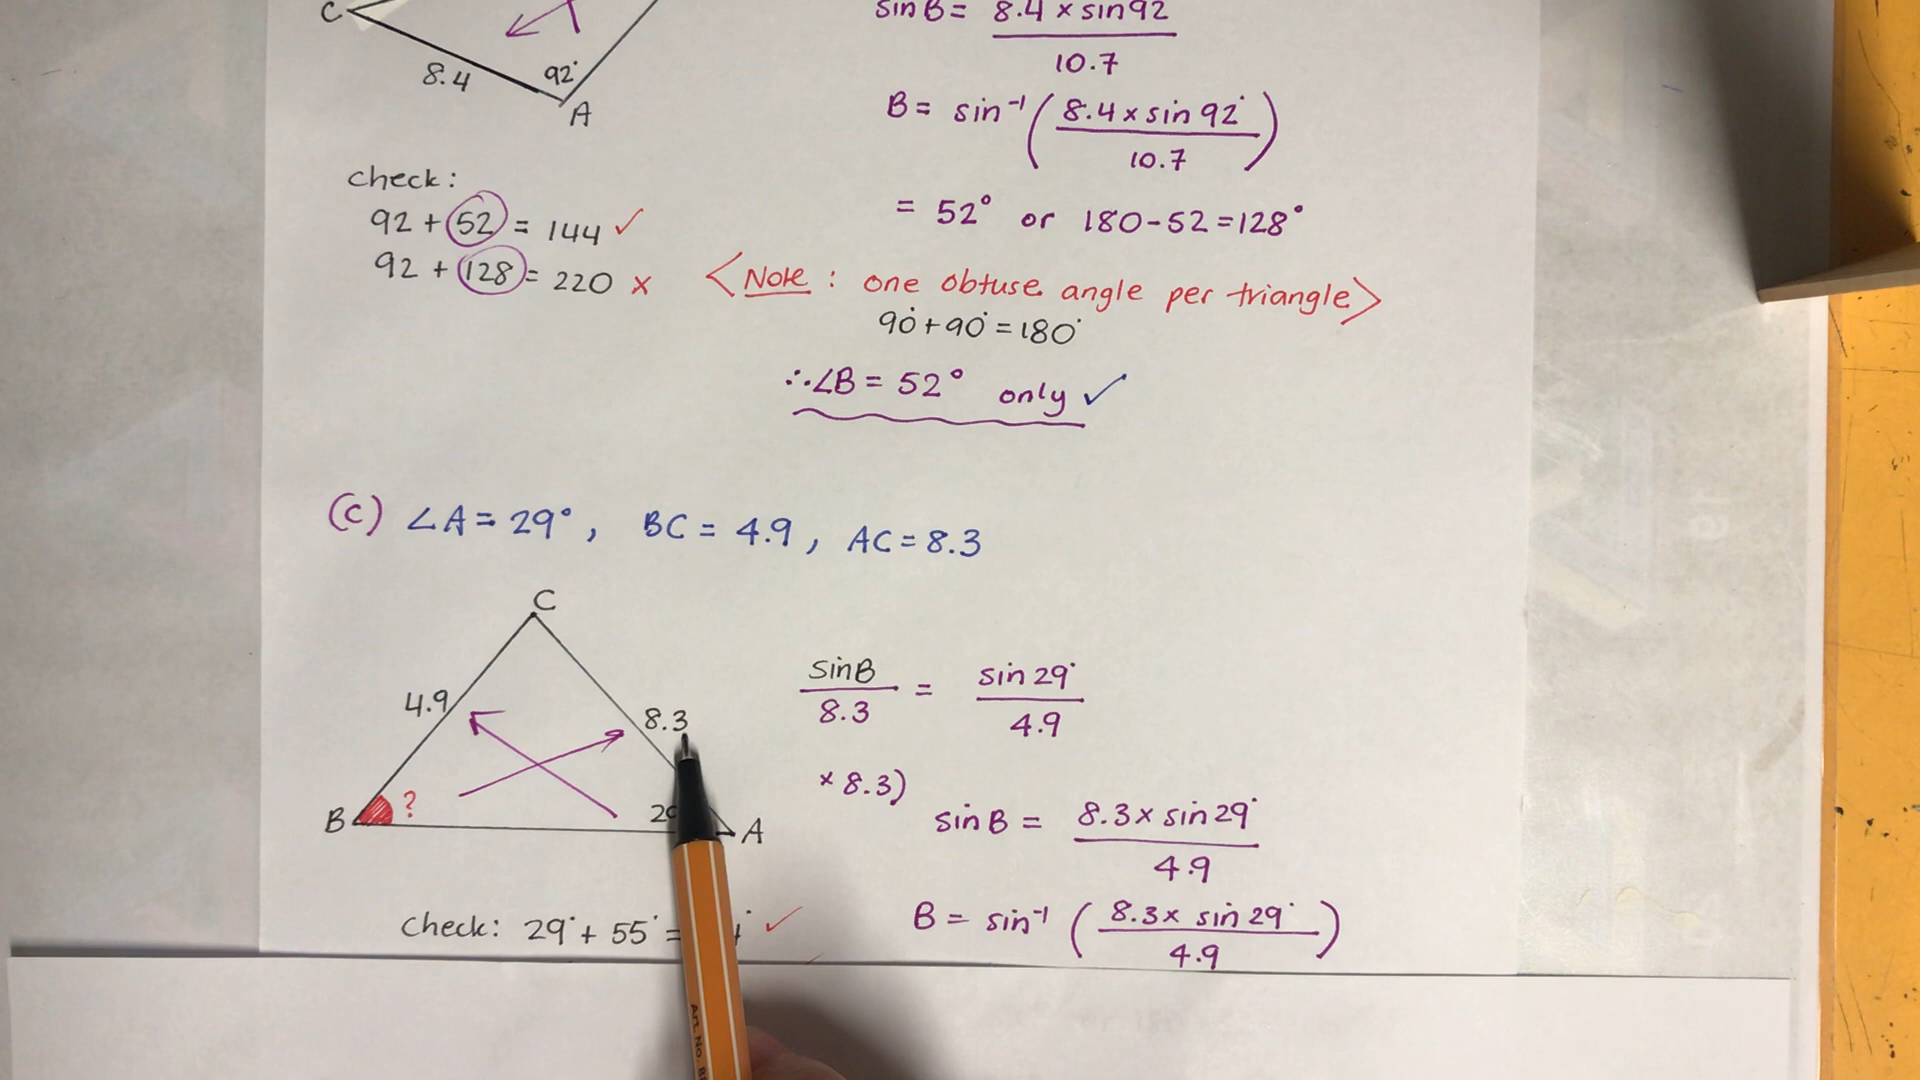 C
8.4
92°
A
sin B = 8.4 × sin 92
10.7
B = sin⁻¹ ( 8.4 × sin 92°
10.7 )
check :
92 + 52 = 144 ✓
92 + 128 = 220 ×
= 52° or 180 - 52 = 128°
<Note : one obtuse angle per triangle>
90° + 90° = 180°
∴ ∠B = 52° only ✓
(c) ∠A = 29° , BC = 4.9 , AC = 8.3
C
4.9
8.3
B
?
A
sin B
8.3
=
sin 29°
4.9
× 8.3)
sin B = 8.3 × sin 29°
4.9
check: 29° + 55° = ✓
B = sin⁻¹ ( 8.3 × sin 29°
4.9 )
Art. No.